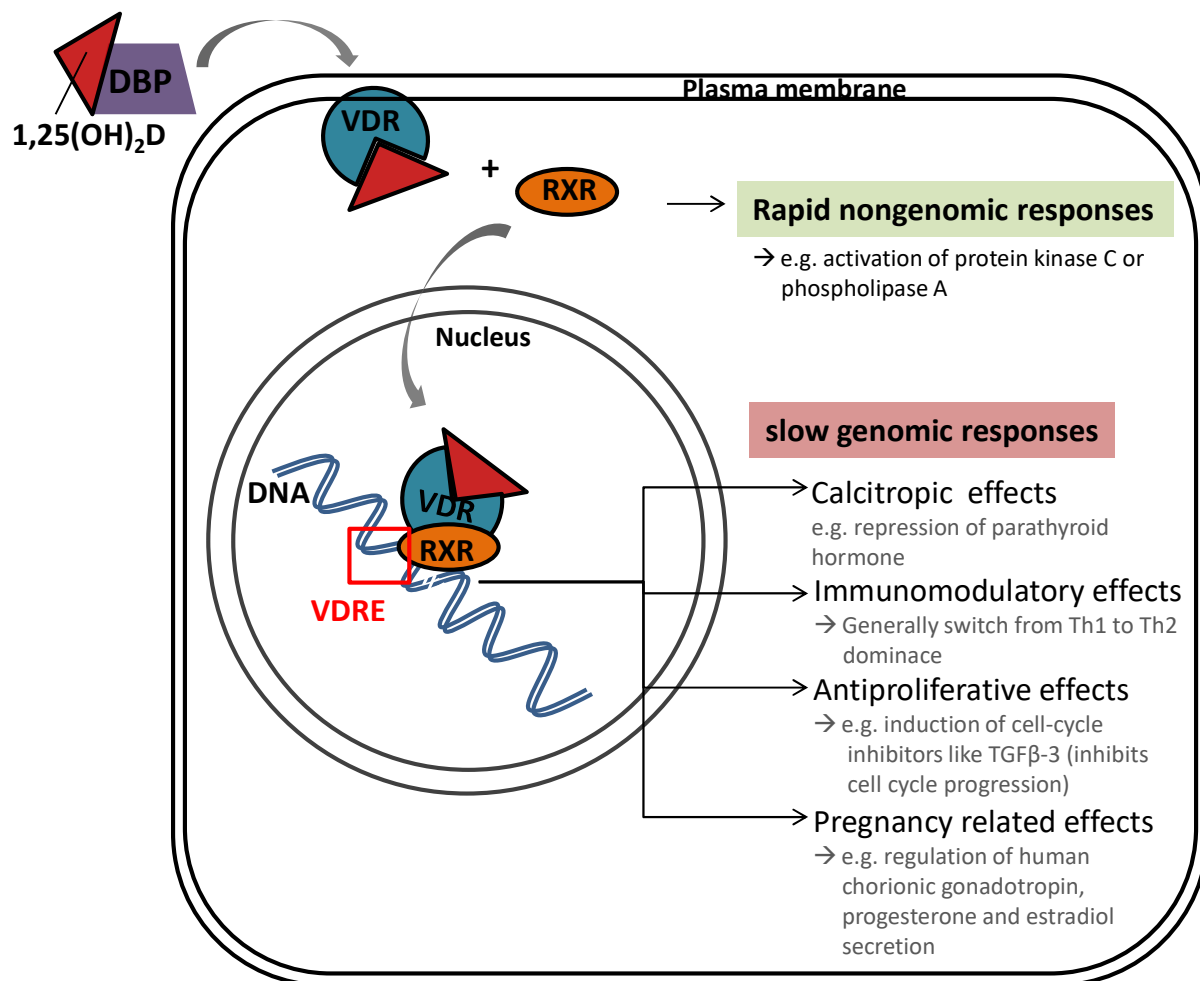 DBP
1,25(OH)₂D
Plasma membrane
VDR
+
RXR
→ Rapid nongenomic responses
→ e.g. activation of protein kinase C or
phospholipase A
Nucleus
DNA
VDR
RXR
VDRE
slow genomic responses
Calcitropic effects
e.g. repression of parathyroid
hormone
Immunomodulatory effects
→ Generally switch from Th1 to Th2
dominace
Antiproliferative effects
→ e.g. induction of cell-cycle
inhibitors like TGFβ-3 (inhibits
cell cycle progression)
Pregnancy related effects
→ e.g. regulation of human
chorionic gonadotropin,
progesterone and estradiol
secretion